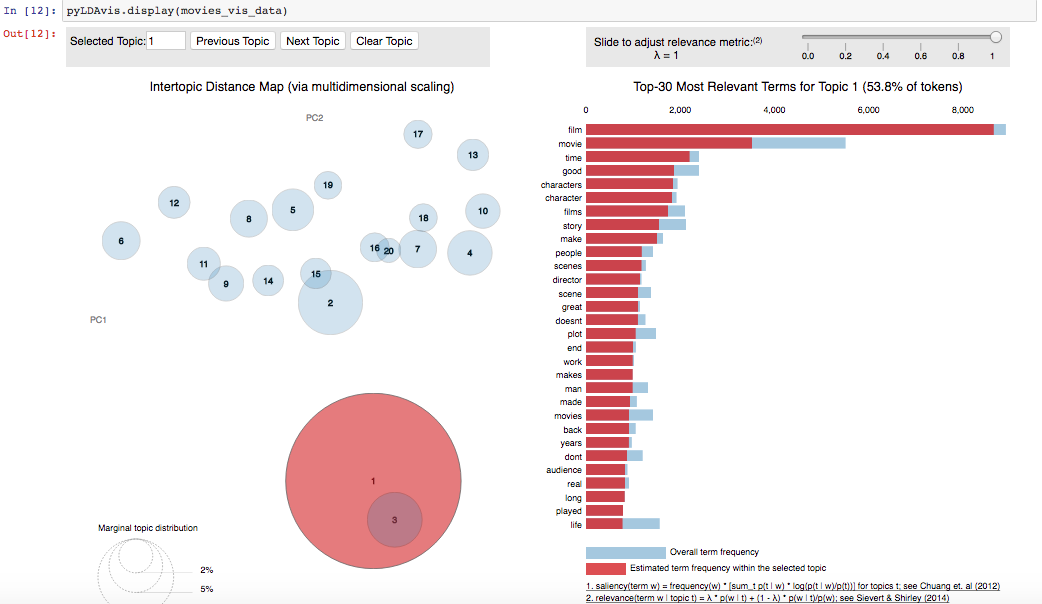 In [12]: pyLDAvis.display(movies_vis_data)
Out[12]:
Selected Topic: 1 Previous Topic Next Topic Clear Topic
Slide to adjust relevance metric:(2)
λ = 1
0.0 0.2 0.4 0.6 0.8 1
Intertopic Distance Map (via multidimensional scaling)
PC2
17
13
19
12
5
10
8
18
6
16
20
7
4
11
15
14
9
2
PC1
1
3
Marginal topic distribution
2%
5%
Top-30 Most Relevant Terms for Topic 1 (53.8% of tokens)
0 2,000 4,000 6,000 8,000
film
movie
time
good
characters
character
films
story
make
people
scenes
director
scene
great
doesnt
plot
end
work
makes
man
made
movies
back
years
dont
audience
real
long
played
life
Overall term frequency
Estimated term frequency within the selected topic
1. saliency(term w) = frequency(w) * [sum_t p(t | w) * log(p(t | w)/p(t))] for topics t; see Chuang et. al (2012)
2. relevance(term w | topic t) = λ * p(w | t) + (1 - λ) * p(w | t)/p(w); see Sievert & Shirley (2014)